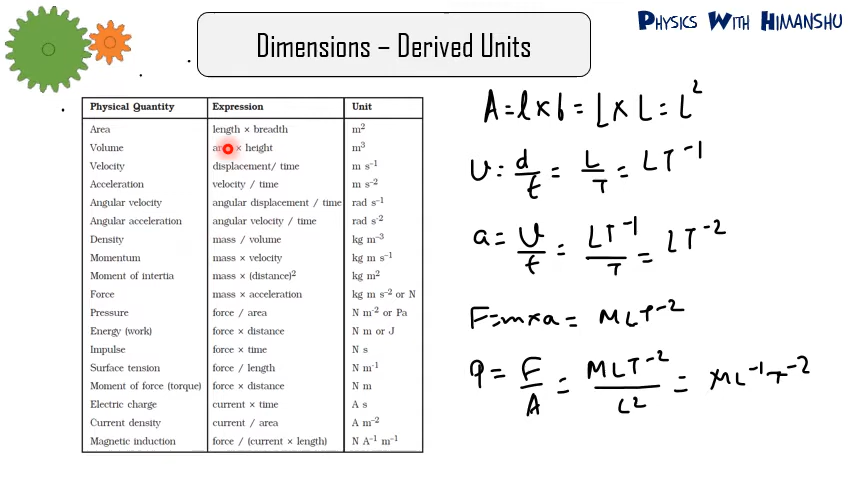 PHYSICS WITH HIMANSHU
Dimensions – Derived Units
Physical Quantity Expression Unit
Area length × breadth m²
Volume area × height m³
Velocity displacement/ time m s⁻¹
Acceleration velocity / time m s⁻²
Angular velocity angular displacement / time rad s⁻¹
Angular acceleration angular velocity / time rad s⁻²
Density mass / volume kg m⁻³
Momentum mass × velocity kg m s⁻¹
Moment of inertia mass × (distance)² kg m²
Force mass × acceleration kg m s⁻² or N
Pressure force / area N m⁻² or Pa
Energy (work) force × distance N m or J
Impulse force × time N s
Surface tension force / length N m⁻¹
Moment of force (torque) force × distance N m
Electric charge current × time A s
Current density current / area A m⁻²
Magnetic induction force / (current × length) N A⁻¹ m⁻¹
A = l × b = L × L = L²
v = d/t = L/T = LT⁻¹
a = v/t = LT⁻¹/T = LT⁻²
F = m × a = MLT⁻²
P = F/A = MLT⁻²/L² = ML⁻¹T⁻²